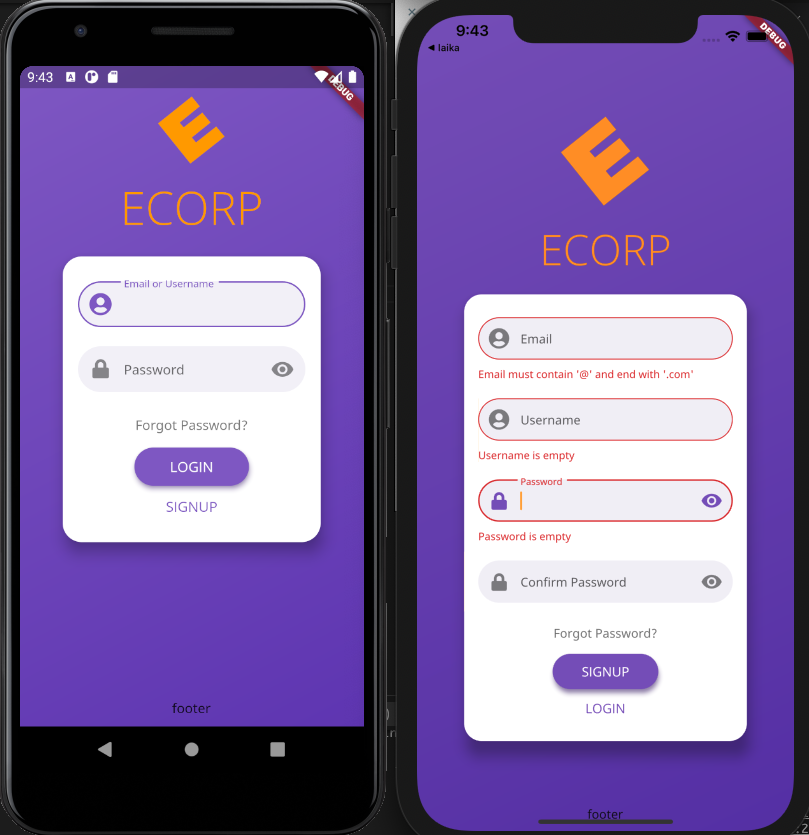 9:43
DEBUG
ECORP
Email or Username
Password
Forgot Password?
LOGIN
SIGNUP
footer
9:43
laika
DEBUG
ECORP
Email
Email must contain '@' and end with '.com'
Username
Username is empty
Password
Password is empty
Confirm Password
Forgot Password?
SIGNUP
LOGIN
footer